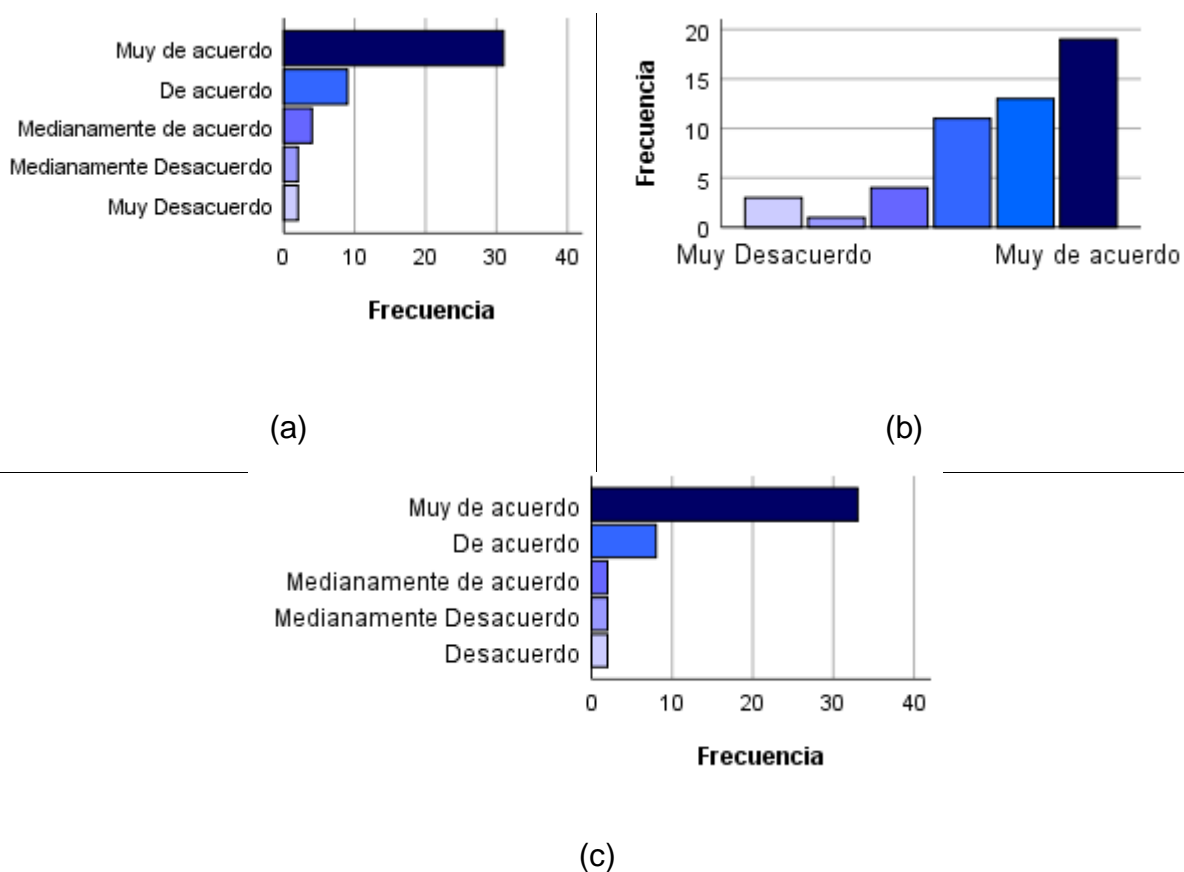 Muy de acuerdo
De acuerdo
Medianamente de acuerdo
Medianamente Desacuerdo
Muy Desacuerdo
0 10 20 30 40
Frecuencia
(a)
Frecuencia
20
15
10
5
0
Muy Desacuerdo Muy de acuerdo
(b)
Muy de acuerdo
De acuerdo
Medianamente de acuerdo
Medianamente Desacuerdo
Desacuerdo
0 10 20 30 40
Frecuencia
(c)